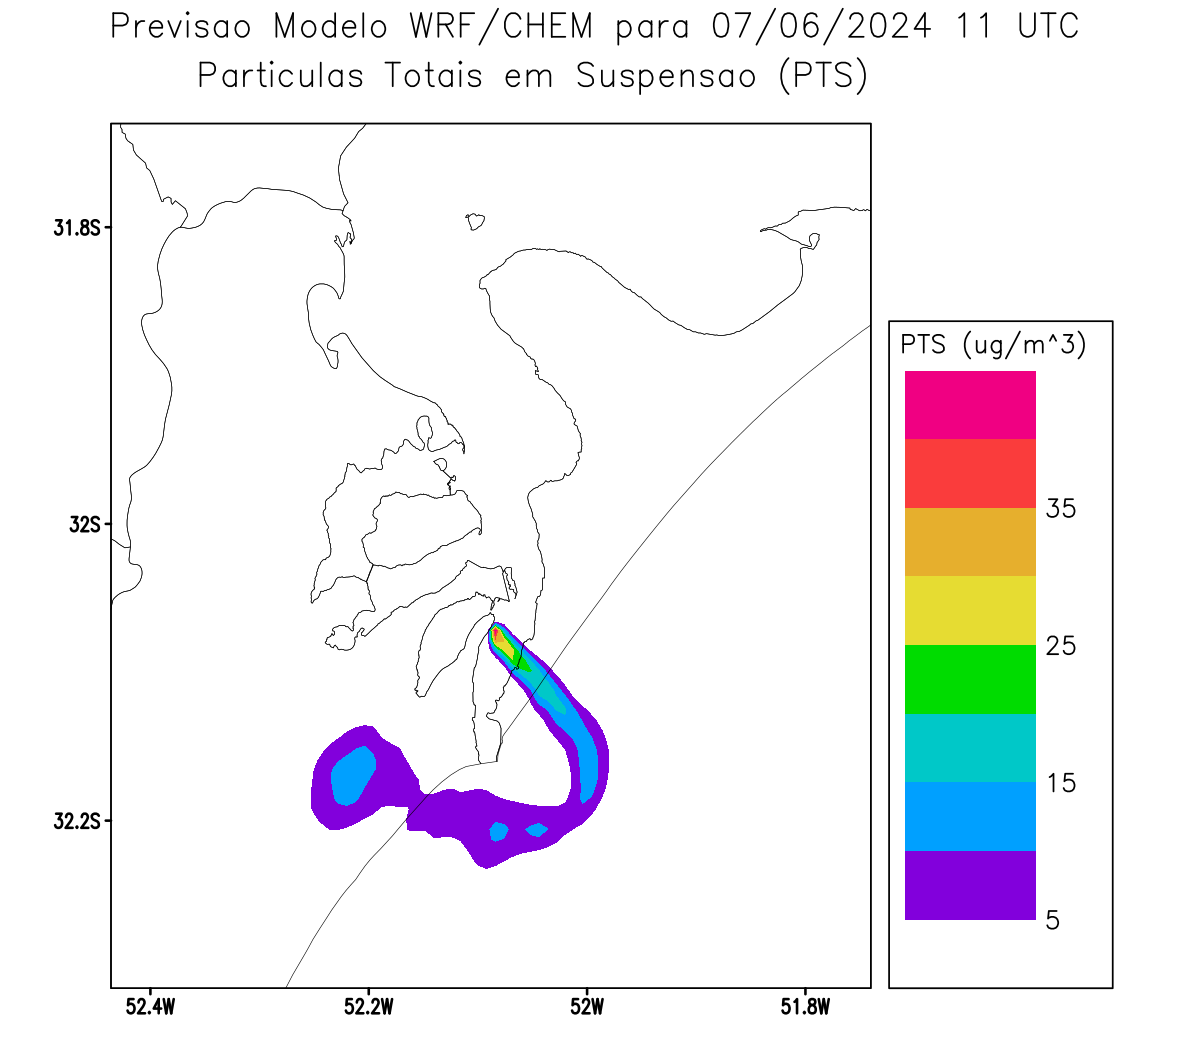 Previsao Modelo WRF/CHEM para 07/06/2024 11 UTC
Particulas Totais em Suspensao (PTS)
31.8S
32S
32.2S
52.4W
52.2W
52W
51.8W
PTS (ug/m^3)
35
25
15
5